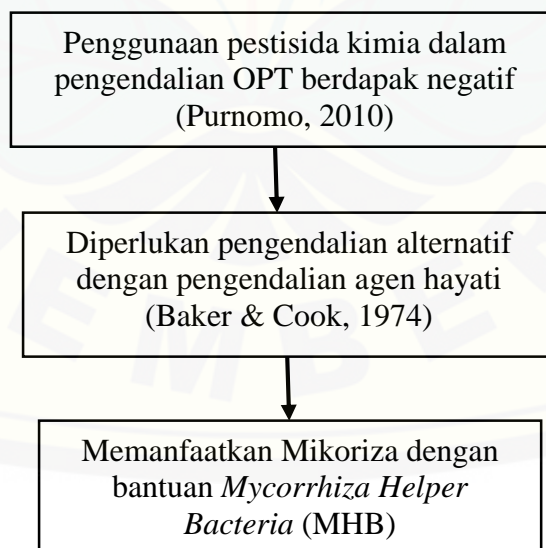 Penggunaan pestisida kimia dalam
pengendalian OPT berdapak negatif
(Purnomo, 2010)
Diperlukan pengendalian alternatif
dengan pengendalian agen hayati
(Baker & Cook, 1974)
Memanfaatkan Mikoriza dengan
bantuan Mycorrhiza Helper
Bacteria (MHB)